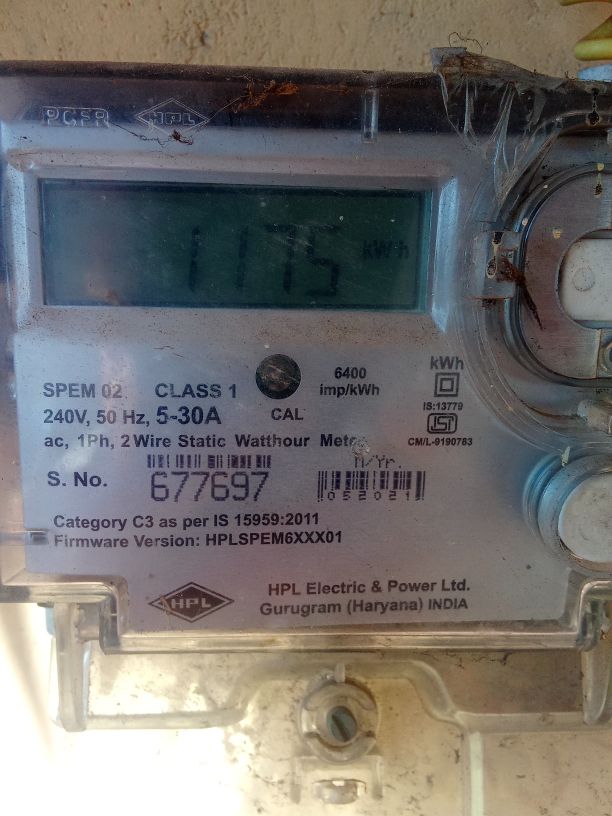 HPL
1175 kWh
6400
imp/kWh
kWh
SPEM 02 CLASS 1
240V, 50 Hz, 5-30A
CAL
IS:13779
ISI
CM/L-9190783
ac, 1Ph, 2 Wire Static Watthour Meter
M/Yr.
S. No. 677697
052021
Category C3 as per IS 15959:2011
Firmware Version: HPLSPEM6XXX01
HPL
HPL Electric & Power Ltd.
Gurugram (Haryana) INDIA